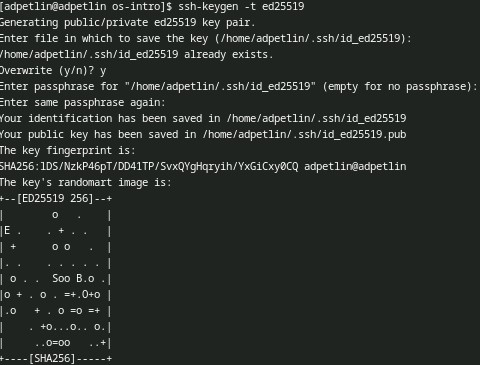 [adpetlin@adpetlin os-intro]$ ssh-keygen -t ed25519
Generating public/private ed25519 key pair.
Enter file in which to save the key (/home/adpetlin/.ssh/id_ed25519):
/home/adpetlin/.ssh/id_ed25519 already exists.
Overwrite (y/n)? y
Enter passphrase for "/home/adpetlin/.ssh/id_ed25519" (empty for no passphrase):
Enter same passphrase again:
Your identification has been saved in /home/adpetlin/.ssh/id_ed25519
Your public key has been saved in /home/adpetlin/.ssh/id_ed25519.pub
The key fingerprint is:
SHA256:lDS/NzkP46pT/DD41TP/SvxQYgHqryih/YxGiCxy0CQ adpetlin@adpetlin
The key's randomart image is:
+--[ED25519 256]--+
|        o   .    |
|E .    . + . .   |
| +      o o   .  |
|. .    . . . . . |
| o . .  Soo B.o .|
|o + . o . =+.O+o |
|.o   + . o =o =+ |
|    . +o...o.. o.|
|     ..o=oo   ..+|
+----[SHA256]-----+